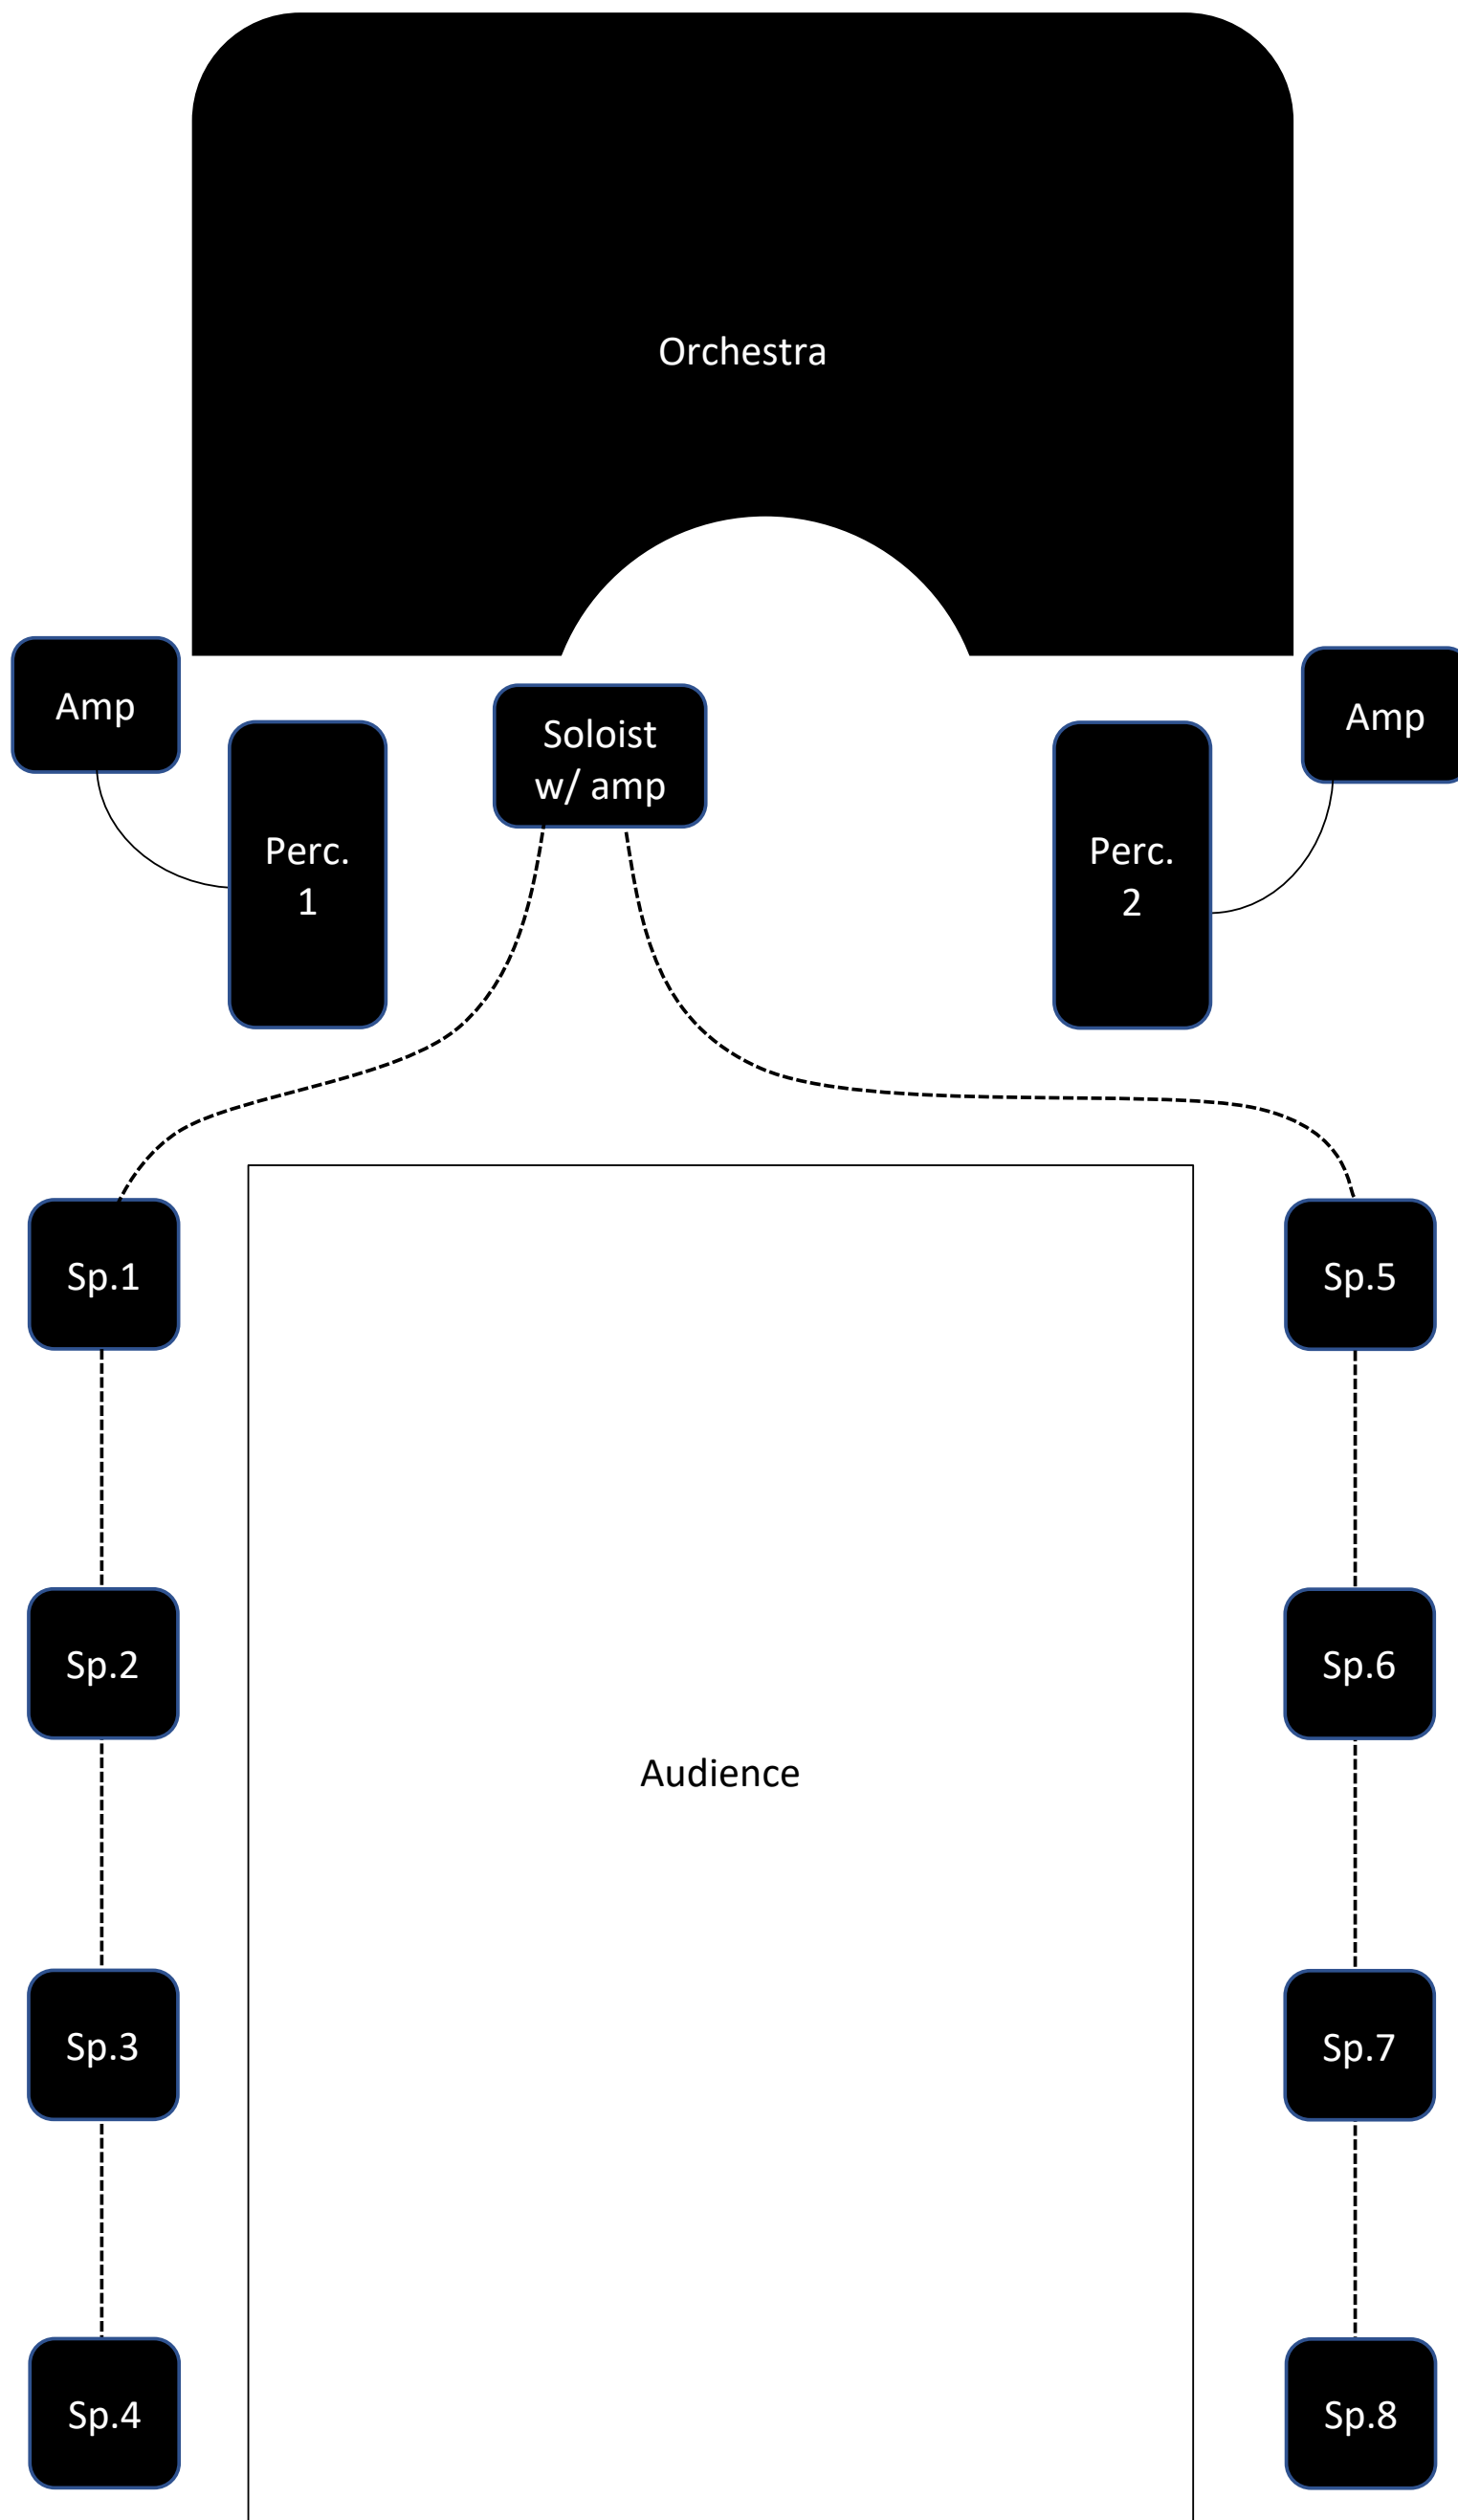 Orchestra
Amp
Amp
Soloist
w/ amp
Perc.
1
Perc.
2
Sp.1
Sp.5
Sp.2
Sp.6
Audience
Sp.3
Sp.7
Sp.4
Sp.8